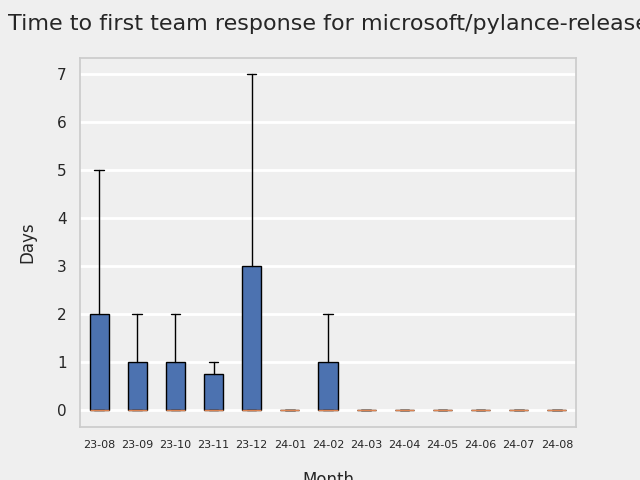 Time to first team response for microsoft/pylance-release
7
6
5
4
3
2
1
0
Days
23-08 23-09 23-10 23-11 23-12 24-01 24-02 24-03 24-04 24-05 24-06 24-07 24-08
Month